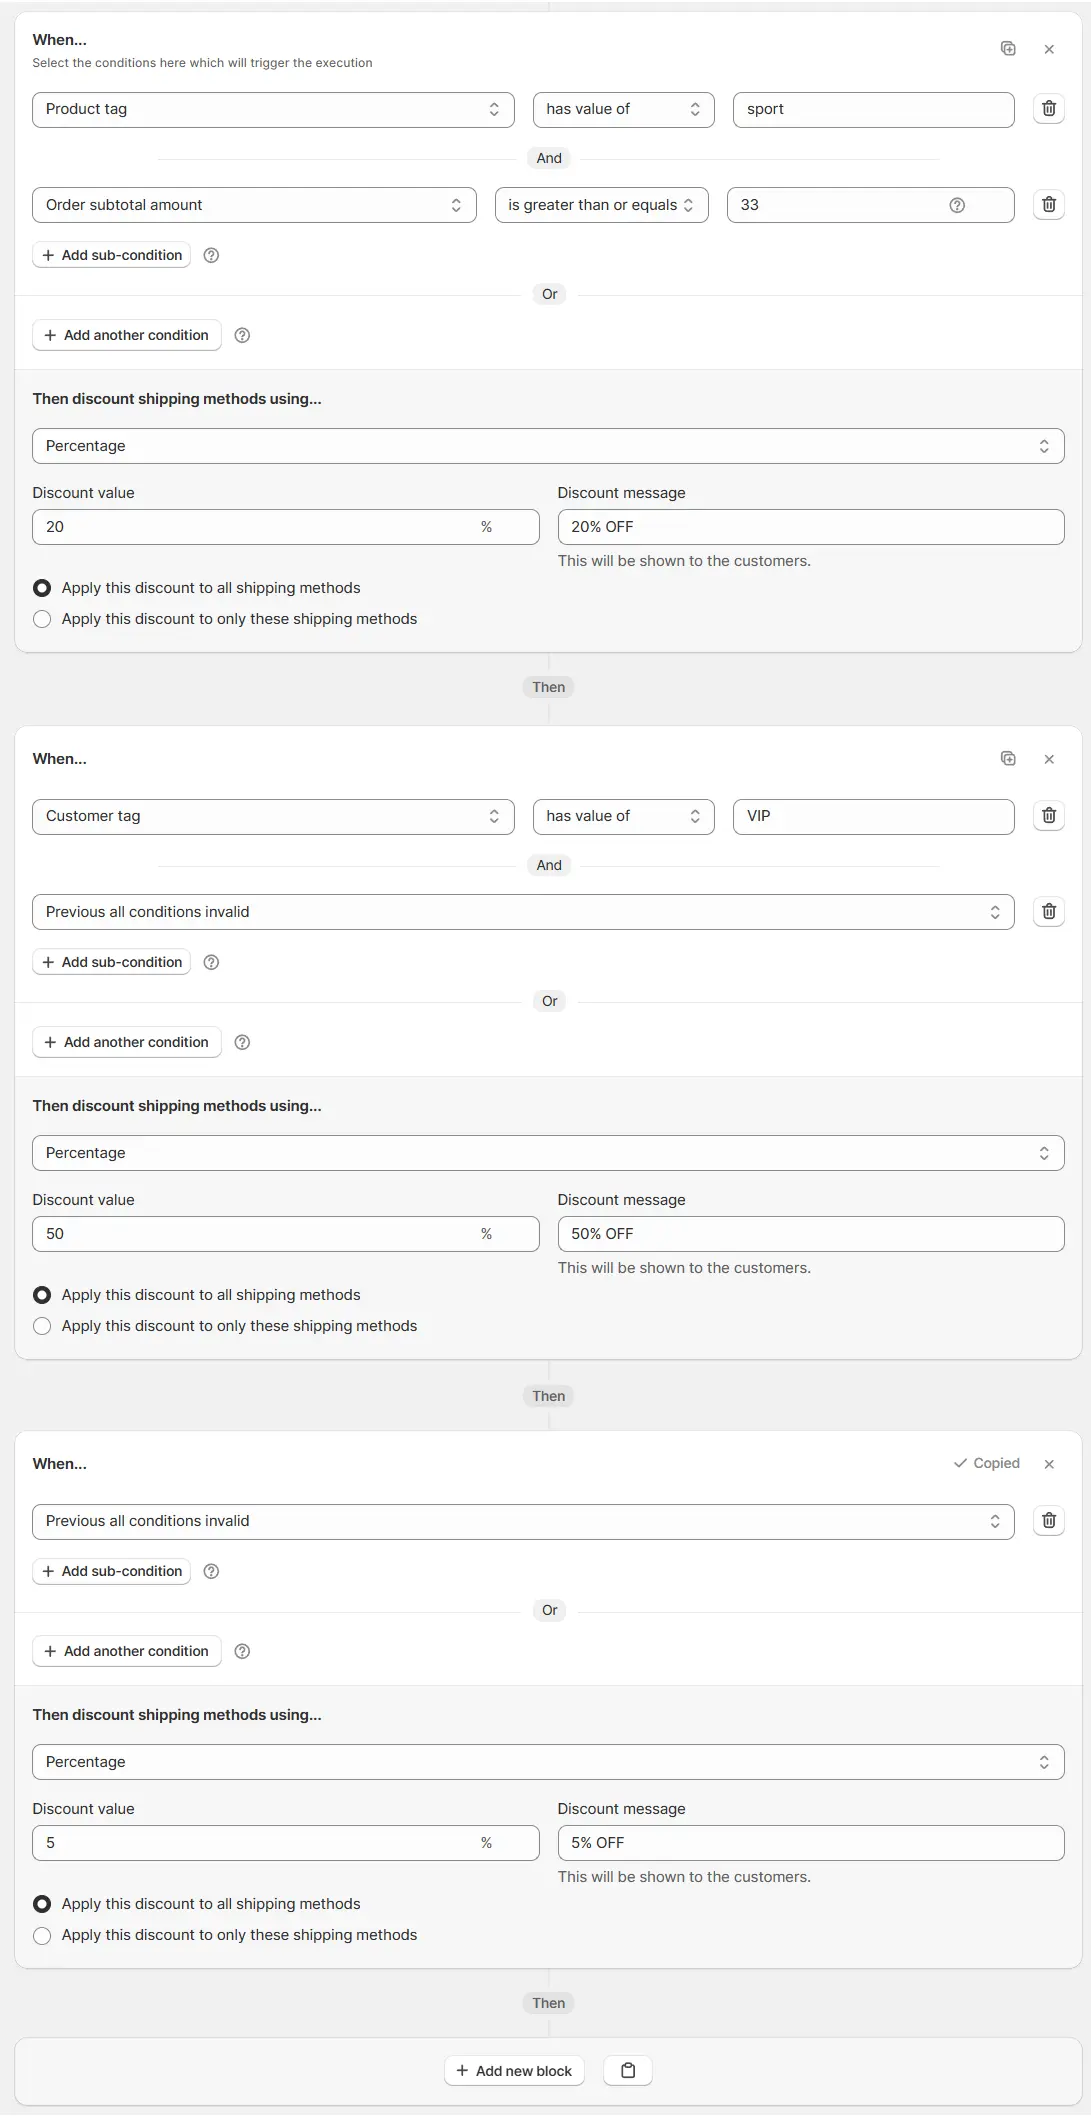 When...
Select the conditions here which will trigger the execution
Product tag has value of sport
And
Order subtotal amount is greater than or equals 33
+ Add sub-condition
Or
+ Add another condition
Then discount shipping methods using...
Percentage
Discount value Discount message
20 % 20% OFF
This will be shown to the customers.
Apply this discount to all shipping methods
Apply this discount to only these shipping methods
Then
When...
Customer tag has value of VIP
And
Previous all conditions invalid
+ Add sub-condition
Or
+ Add another condition
Then discount shipping methods using...
Percentage
Discount value Discount message
50 % 50% OFF
This will be shown to the customers.
Apply this discount to all shipping methods
Apply this discount to only these shipping methods
Then
When... Copied
Previous all conditions invalid
+ Add sub-condition
Or
+ Add another condition
Then discount shipping methods using...
Percentage
Discount value Discount message
5 % 5% OFF
This will be shown to the customers.
Apply this discount to all shipping methods
Apply this discount to only these shipping methods
Then
+ Add new block